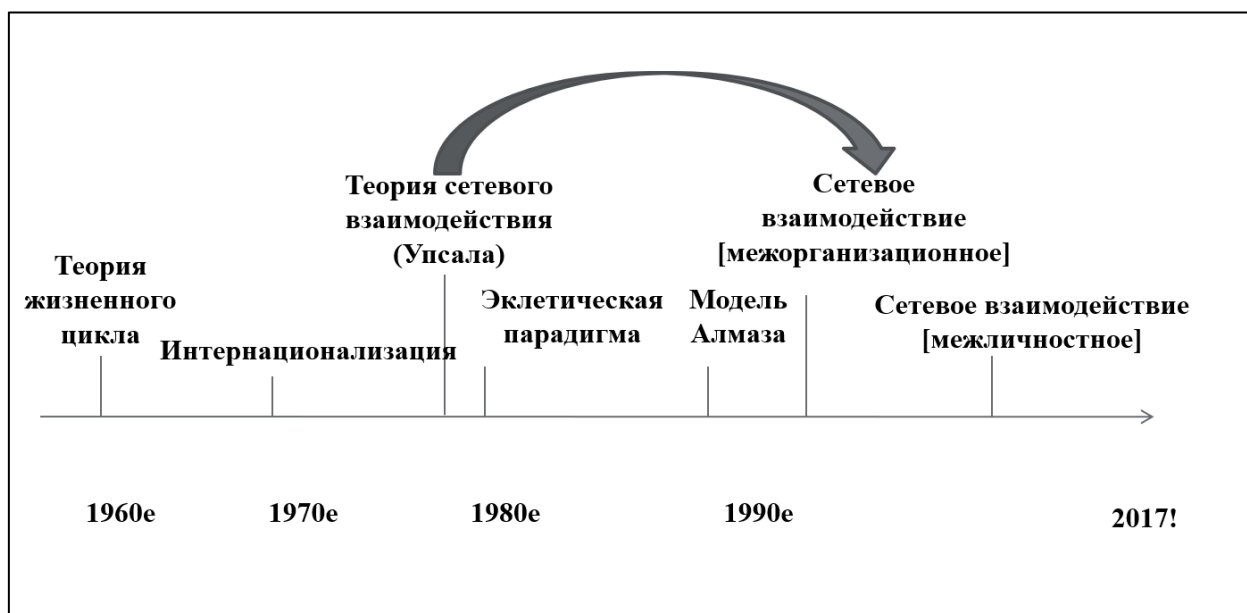 Теория сетевого
взаимодействия
(Упсала)
Сетевое
взаимодействие
[межорганизационное]
Теория
жизненного
цикла
Интернационализация
Эклетическая
парадигма
Модель
Алмаза
Сетевое взаимодействие
[межличностное]
1960е
1970е
1980е
1990е
2017!